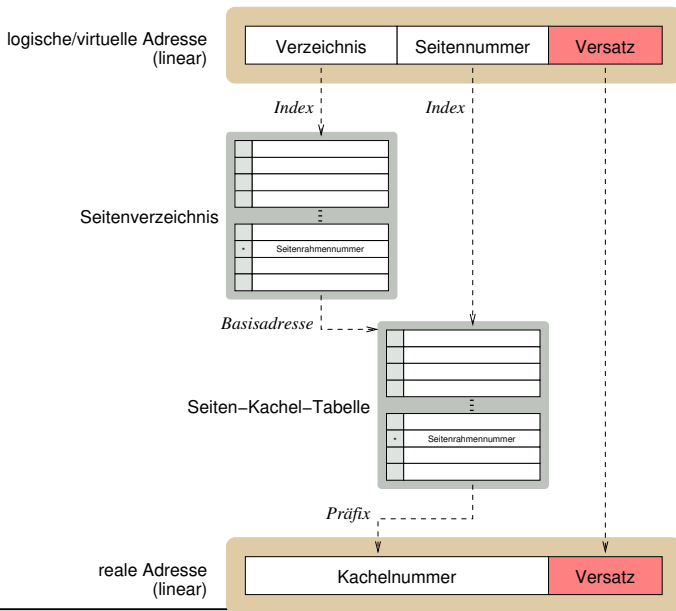 logische/virtuelle Adresse
(linear)
Verzeichnis
Seitennummer
Versatz
Index
Index
Seitenverzeichnis
*
Seitenrahmennummer
Basisadresse
Seiten−Kachel−Tabelle
*
Seitenrahmennummer
Präfix
reale Adresse
(linear)
Kachelnummer
Versatz